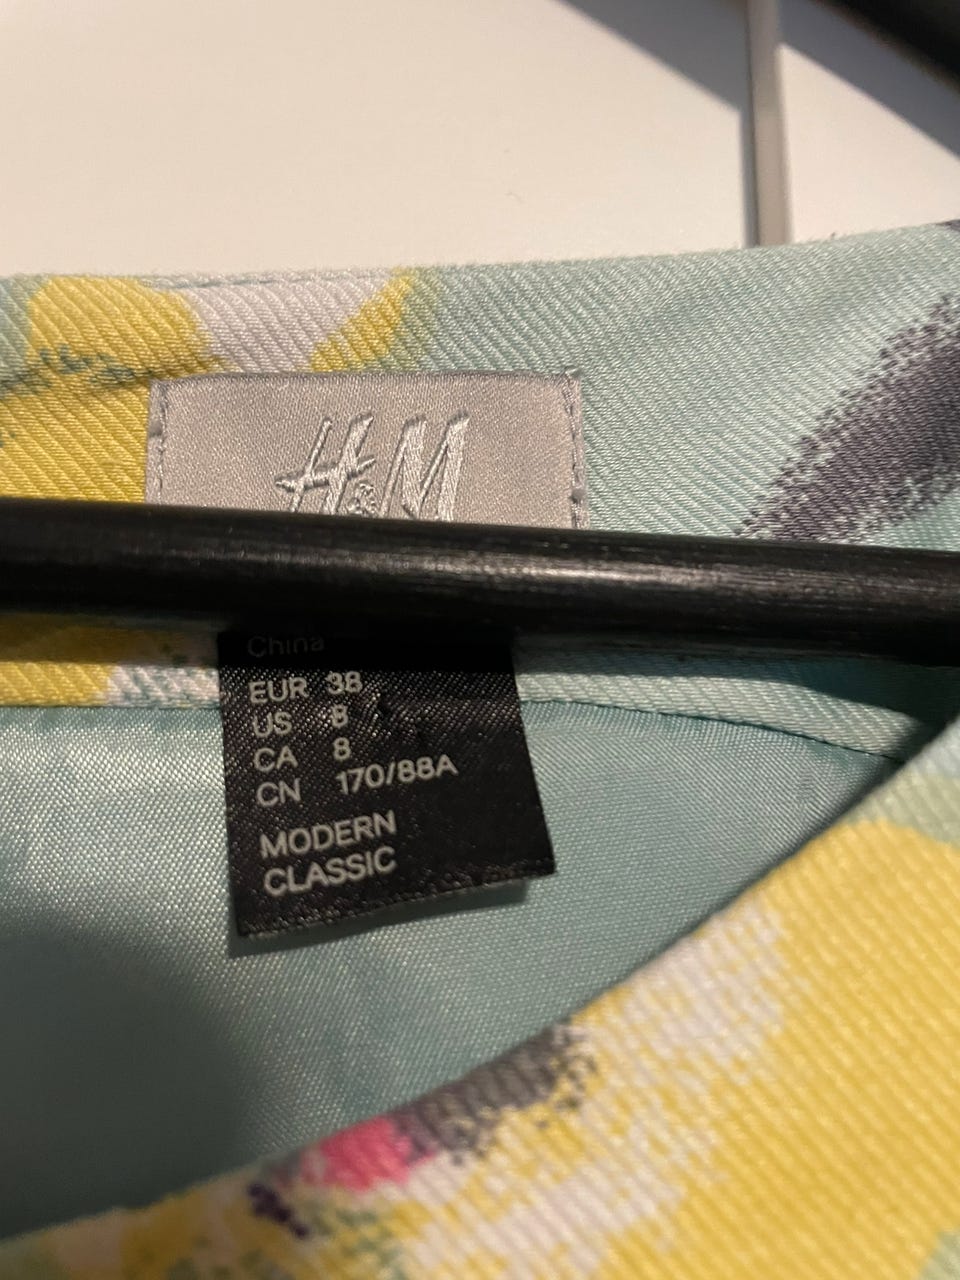 H&M
China
EUR 38
US 8
CA 8
CN 170/88A
MODERN
CLASSIC